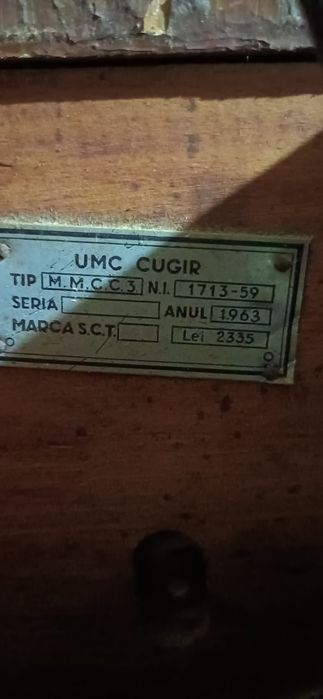 UMC CUGIR
TIP M.M.C.C.3 N.I. 1713-59
SERIA ANUL 1963
MARCA S.C.T. Lei 2335